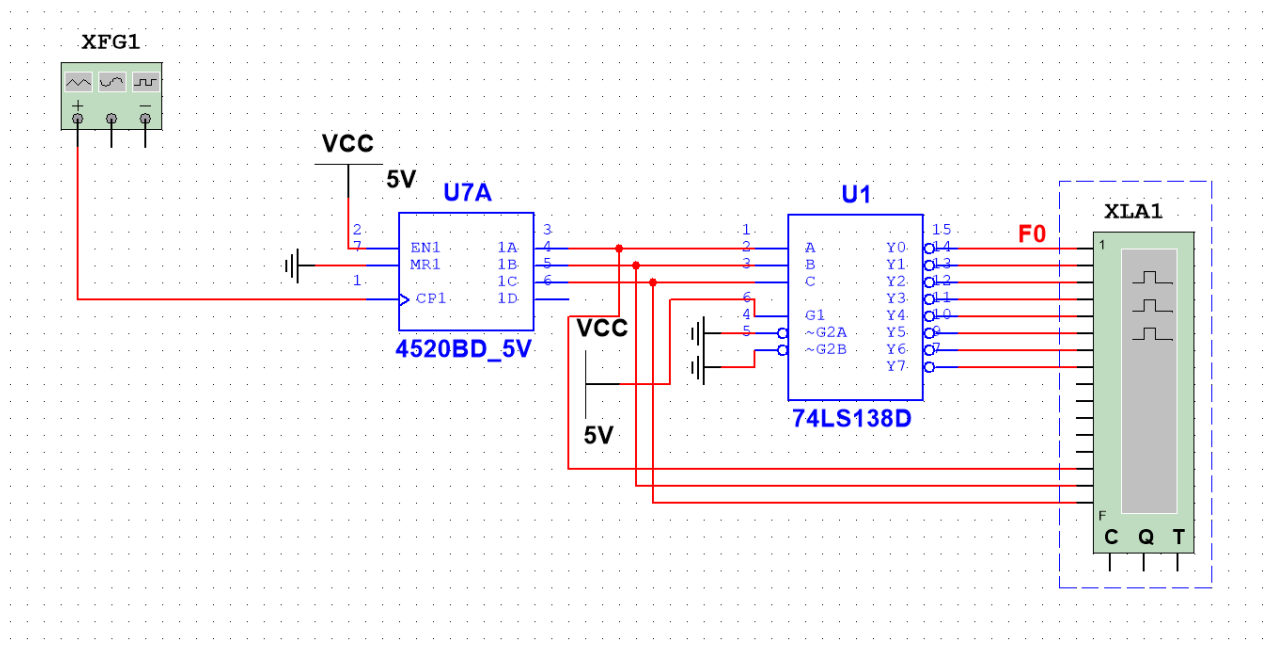 XFG1
+ −
VCC
5V
U7A
2
7
1
EN1
MR1
CP1
1A
1B
1C
1D
3
4
5
6
4520BD_5V
VCC
5V
U1
1
2
3
6
4
5
A
B
C
G1
~G2A
~G2B
Y0
Y1
Y2
Y3
Y4
Y5
Y6
Y7
15
14
13
12
11
10
9
7
74LS138D
F0
XLA1
1
F
C Q T